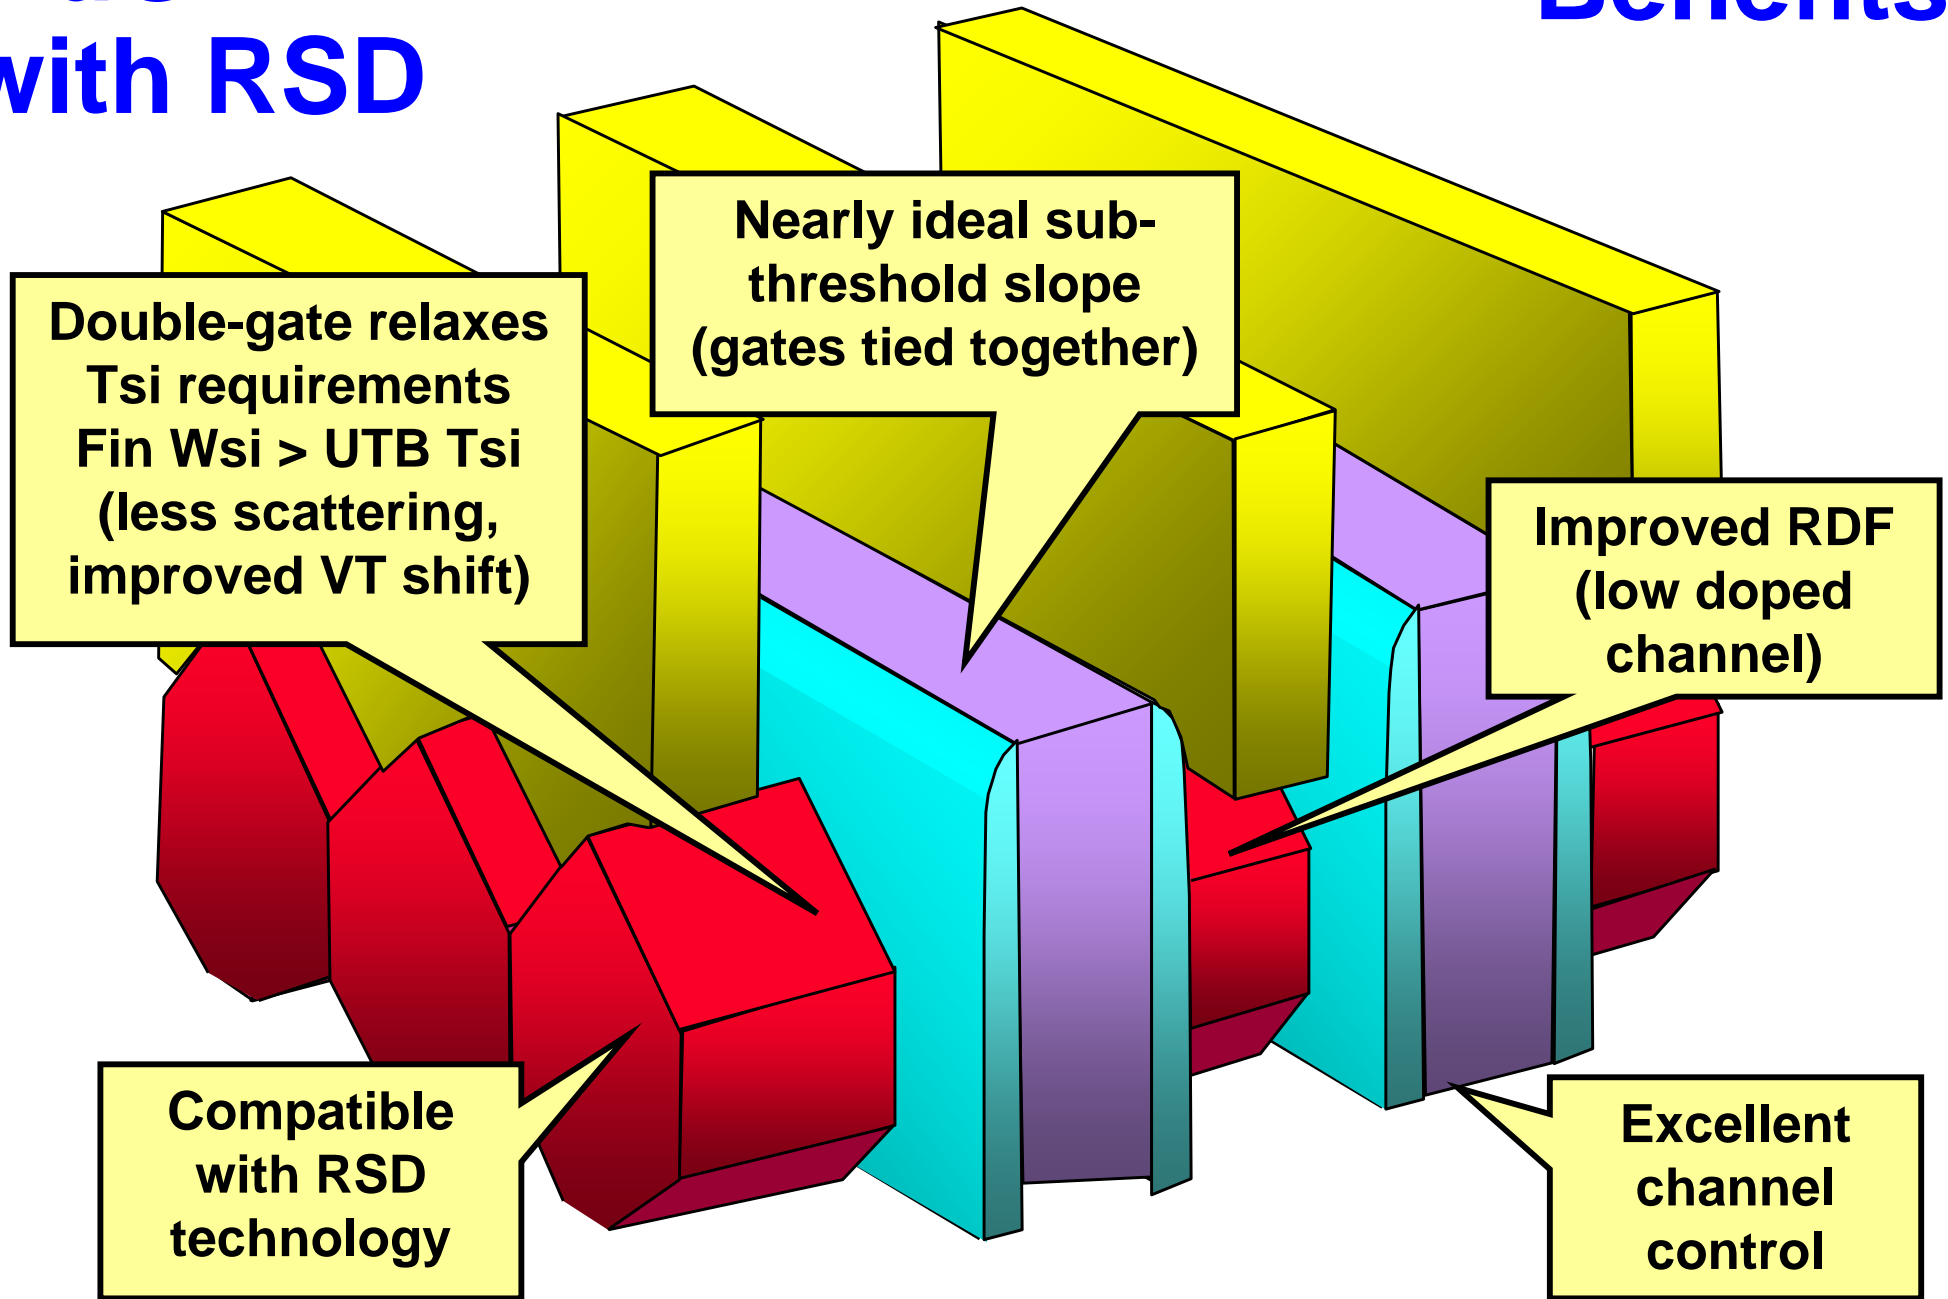 with RSD
Benefits
Nearly ideal sub-
threshold slope
(gates tied together)
Double-gate relaxes
Tsi requirements
Fin Wsi > UTB Tsi
(less scattering,
improved VT shift)
Improved RDF
(low doped
channel)
Compatible
with RSD
technology
Excellent
channel
control